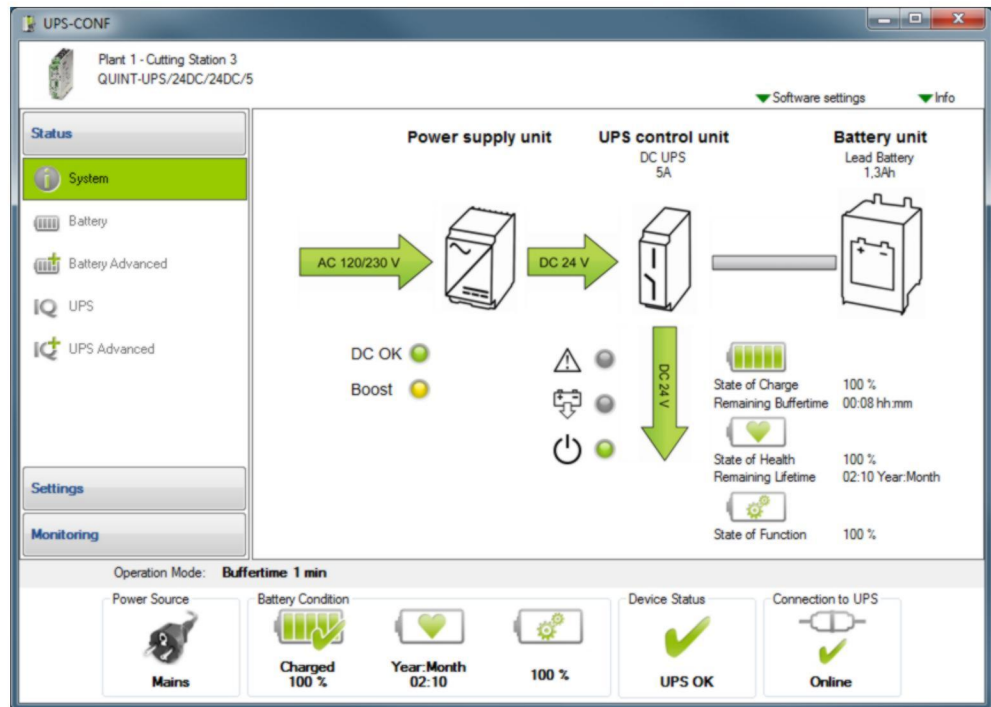 UPS-CONF
Plant 1 - Cutting Station 3
QUINT-UPS/24DC/24DC/5
Software settings
Info
Status
System
Battery
Battery Advanced
IQ UPS
IQ UPS Advanced
Settings
Monitoring
Power supply unit
UPS control unit
DC UPS
5A
Battery unit
Lead Battery
1,3Ah
AC 120/230 V
DC 24 V
DC OK
Boost
DC 24 V
State of Charge 100 %
Remaining Buffertime 00:08 hh:mm
State of Health 100 %
Remaining Lifetime 02:10 Year:Month
State of Function 100 %
Operation Mode: Buffertime 1 min
Power Source
Mains
Battery Condition
Charged
100 %
Year:Month
02:10
100 %
Device Status
UPS OK
Connection to UPS
Online